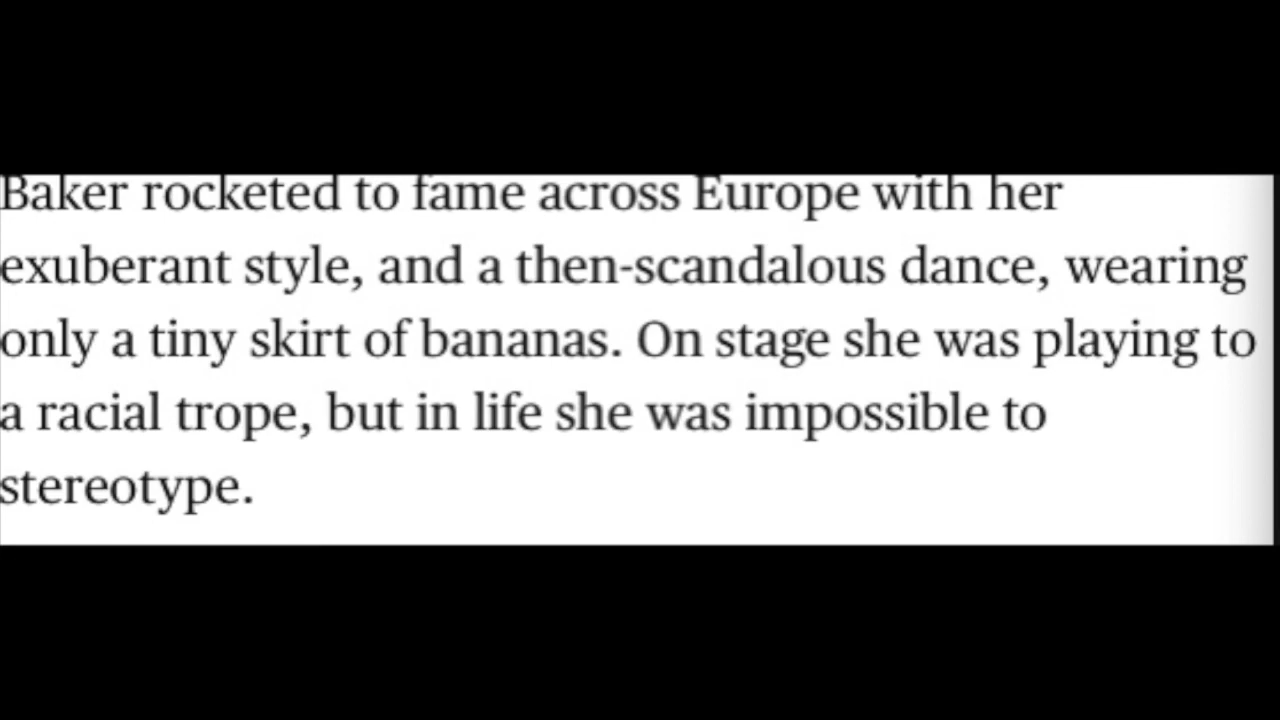 Baker rocketed to fame across Europe with her
exuberant style, and a then-scandalous dance, wearing
only a tiny skirt of bananas. On stage she was playing to
a racial trope, but in life she was impossible to
stereotype.